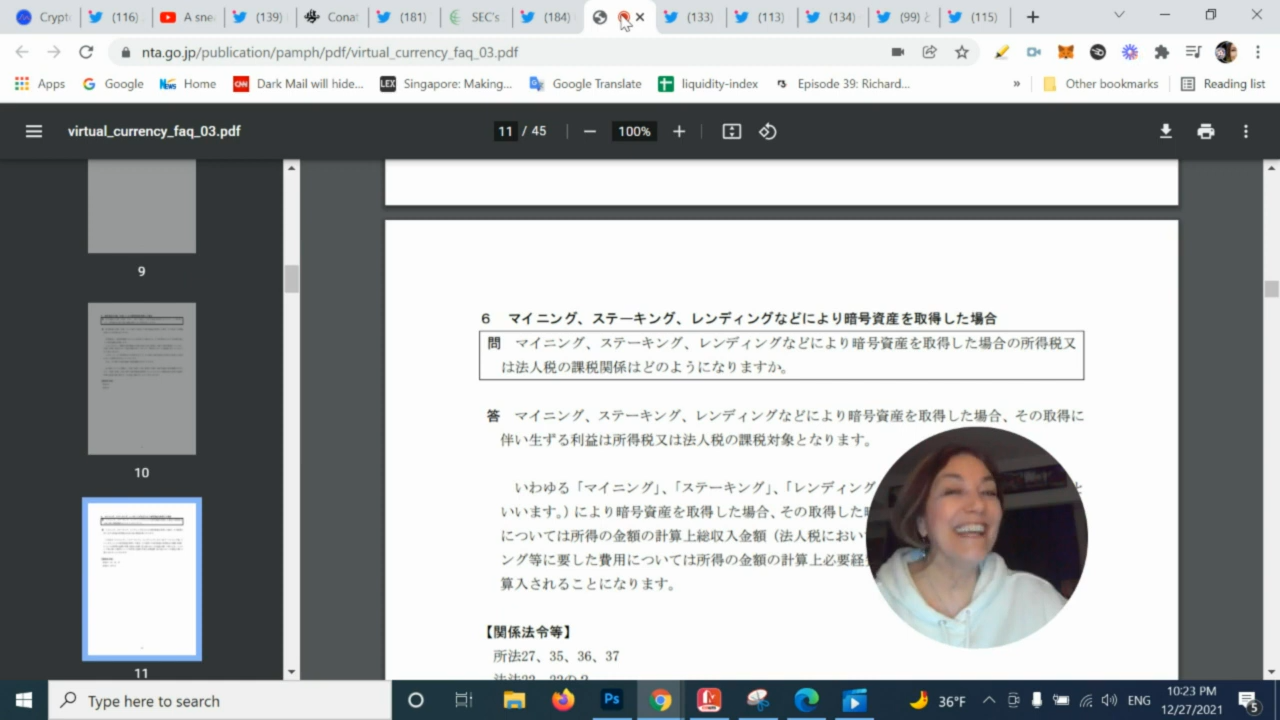 Crypt
(116)
A sne
(139)
Conat
(181)
SEC's
(184)
(133)
(113)
(134)
(99)
(115)
nta.go.jp/publication/pamph/pdf/virtual_currency_faq_03.pdf
Apps
Google
Home
Dark Mail will hide...
Singapore: Making...
Google Translate
liquidity-index
Episode 39: Richard...
»
Other bookmarks
Reading list
virtual_currency_faq_03.pdf
11 / 45
100%
9
10
11
6 マイニング、ステーキング、レンディングなどにより暗号資産を取得した場合
問 マイニング、ステーキング、レンディングなどにより暗号資産を取得した場合の所得税又
は法人税の課税関係はどのようになりますか。
答 マイニング、ステーキング、レンディングなどにより暗号資産を取得した場合、その取得に
伴い生ずる利益は所得税又は法人税の課税対象となります。
いわゆる「マイニング」、「ステーキング」、「レンディング
いいます。）により暗号資産を取得した場合、その取得した
については所得の金額の計算上総収入金額（法人税におい
ング等に要した費用については所得の金額の計算上必要経
算入されることになります。
【関係法令等】
所法27、35、36、37
Type here to search
36°F
ENG
10:23 PM
12/27/2021
5